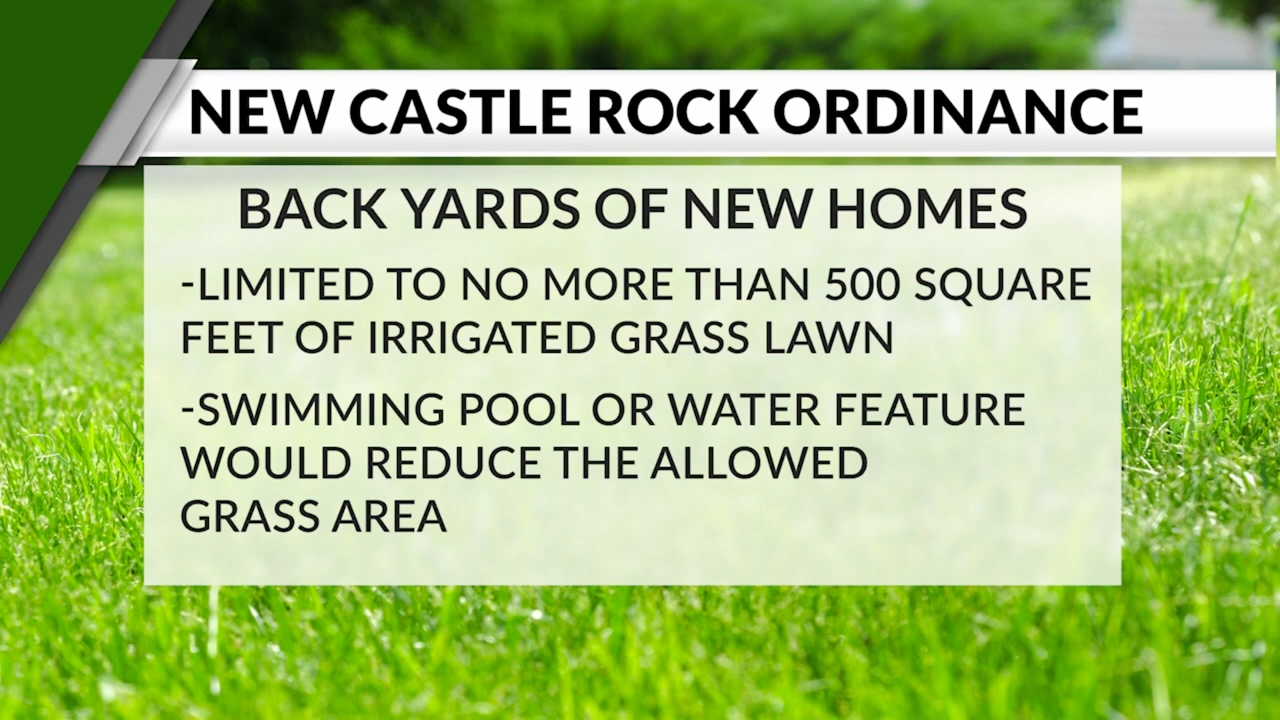 NEW CASTLE ROCK ORDINANCE
BACK YARDS OF NEW HOMES
-LIMITED TO NO MORE THAN 500 SQUARE
FEET OF IRRIGATED GRASS LAWN
-SWIMMING POOL OR WATER FEATURE
WOULD REDUCE THE ALLOWED
GRASS AREA